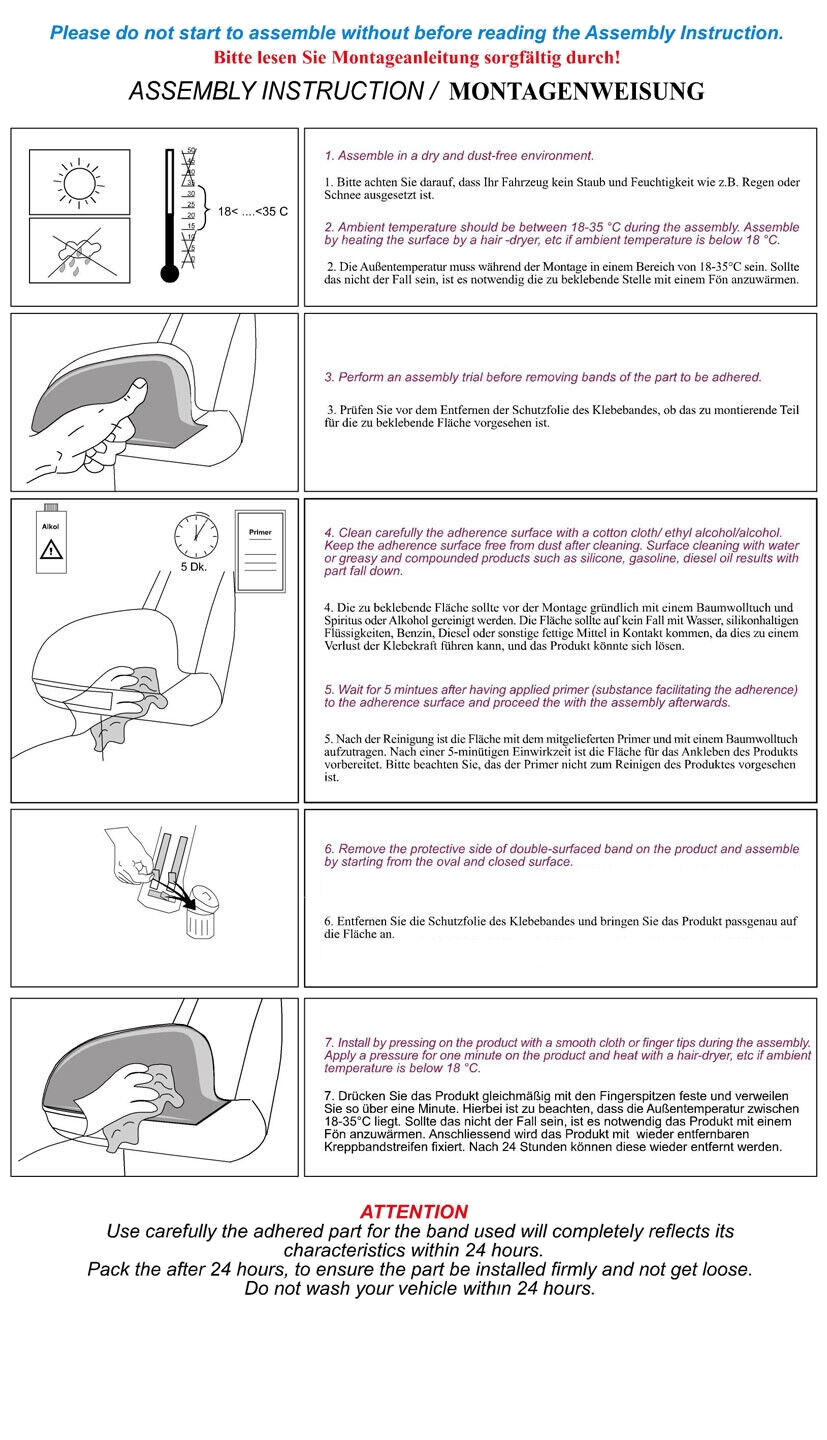 Please do not start to assemble without before reading the Assembly Instruction.
Bitte lesen Sie Montageanleitung sorgfältig durch!
ASSEMBLY INSTRUCTION / MONTAGENWEISUNG
50
45
40
35
30
25
20
15
10
5
0
18< ....<35 C
1. Assemble in a dry and dust-free environment.
1. Bitte achten Sie darauf, dass Ihr Fahrzeug kein Staub und Feuchtigkeit wie z.B. Regen oder
Schnee ausgesetzt ist.
2. Ambient temperature should be between 18-35 °C during the assembly. Assemble
by heating the surface by a hair -dryer, etc if ambient temperature is below 18 °C.
2. Die Außentemperatur muss während der Montage in einem Bereich von 18-35°C sein. Sollte
das nicht der Fall sein, ist es notwendig die zu beklebende Stelle mit einem Fön anzuwärmen.
3. Perform an assembly trial before removing bands of the part to be adhered.
3. Prüfen Sie vor dem Entfernen der Schutzfolie des Klebebandes, ob das zu montierende Teil
für die zu beklebende Fläche vorgesehen ist.
Alkol
5 Dk.
Primer
4. Clean carefully the adherence surface with a cotton cloth/ ethyl alcohol/alcohol.
Keep the adherence surface free from dust after cleaning. Surface cleaning with water
or greasy and compounded products such as silicone, gasoline, diesel oil results with
part fall down.
4. Die zu beklebende Fläche sollte vor der Montage gründlich mit einem Baumwolltuch und
Spiritus oder Alkohol gereinigt werden. Die Fläche sollte auf kein Fall mit Wasser, silikonhaltigen
Flüssigkeiten, Benzin, Diesel oder sonstige fettige Mittel in Kontakt kommen, da dies zu einem
Verlust der Klebekraft führen kann, und das Produkt könnte sich lösen.
5. Wait for 5 mintues after having applied primer (substance facilitating the adherence)
to the adherence surface and proceed the with the assembly afterwards.
5. Nach der Reinigung ist die Fläche mit dem mitgelieferten Primer und mit einem Baumwolltuch
aufzutragen. Nach einer 5-minütigen Einwirkzeit ist die Fläche für das Ankleben des Produkts
vorbereitet. Bitte beachten Sie, das der Primer nicht zum Reinigen des Produktes vorgesehen
ist.
6. Remove the protective side of double-surfaced band on the product and assemble
by starting from the oval and closed surface.
6. Entfernen Sie die Schutzfolie des Klebebandes und bringen Sie das Produkt passgenau auf
die Fläche an.
7. Install by pressing on the product with a smooth cloth or finger tips during the assembly.
Apply a pressure for one minute on the product and heat with a hair-dryer, etc if ambient
temperature is below 18 °C.
7. Drücken Sie das Produkt gleichmäßig mit den Fingerspitzen feste und verweilen
Sie so über eine Minute. Hierbei ist zu beachten, dass die Außentemperatur zwischen
18-35°C liegt. Sollte das nicht der Fall sein, ist es notwendig das Produkt mit einem
Fön anzuwärmen. Anschliessend wird das Produkt mit wieder entfernbaren
Kreppbandstreifen fixiert. Nach 24 Stunden können diese wieder entfernt werden.
ATTENTION
Use carefully the adhered part for the band used will completely reflects its
characteristics within 24 hours.
Pack the after 24 hours, to ensure the part be installed firmly and not get loose.
Do not wash your vehicle withın 24 hours.